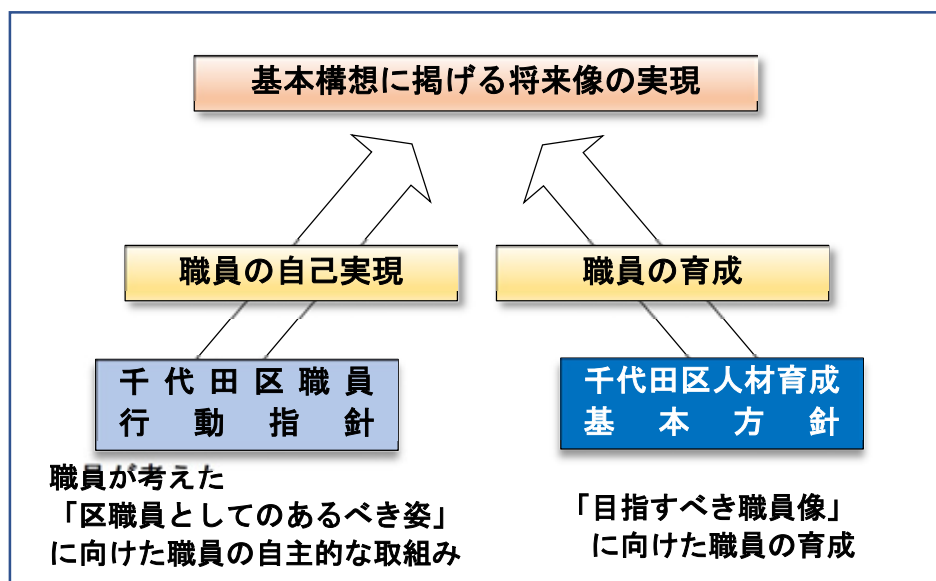 基本構想に掲げる将来像の実現
職員の自己実現
職員の育成
千代田区職員
行動指針
千代田区人材育成
基本方針
職員が考えた
「区職員としてのあるべき姿」
に向けた職員の自主的な取組み
「目指すべき職員像」
に向けた職員の育成